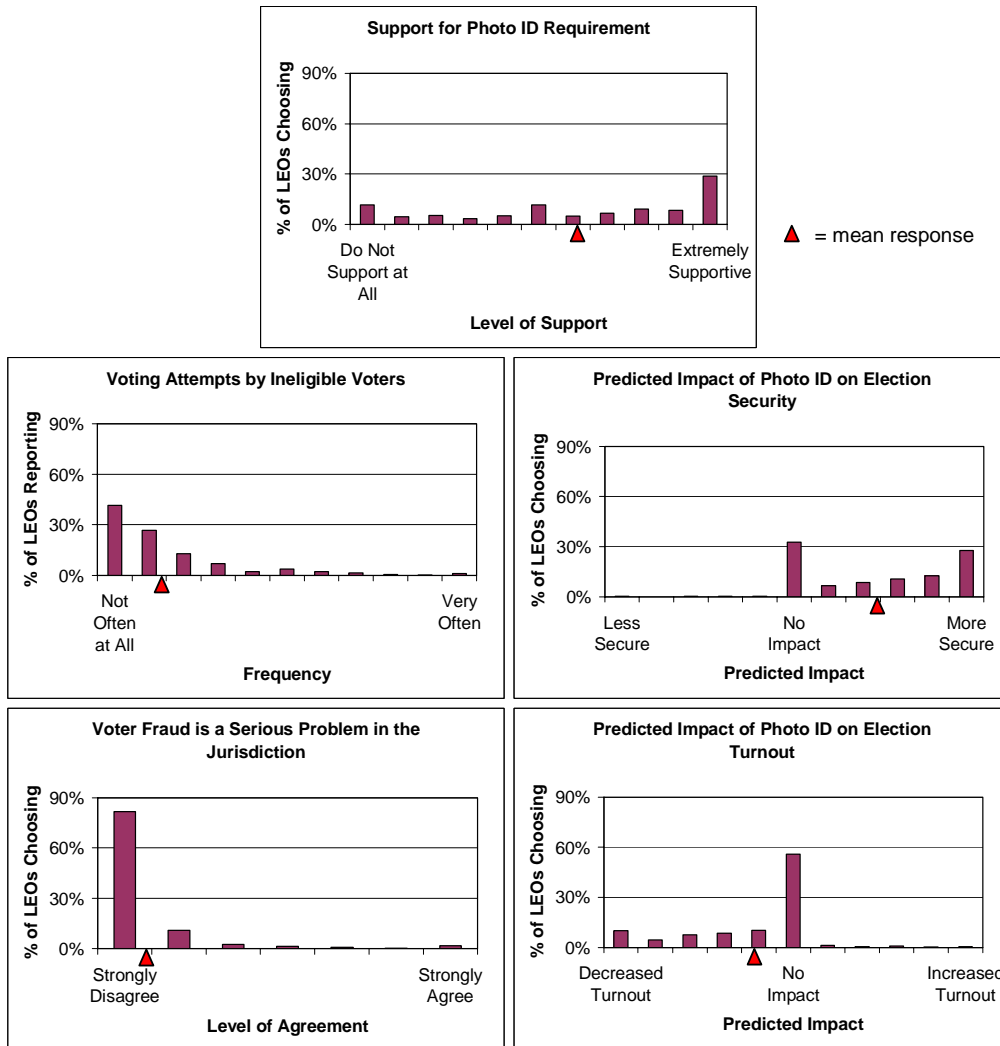 Support for Photo ID Requirement
% of LEOs Choosing
90%
60%
30%
0%
Do Not
Support at
All
Extremely
Supportive
Level of Support
= mean response
Voting Attempts by Ineligible Voters
% of LEOs Reporting
90%
60%
30%
0%
Not
Often
at All
Very
Often
Frequency
Predicted Impact of Photo ID on Election
Security
% of LEOs Choosing
90%
60%
30%
0%
Less
Secure
No
Impact
More
Secure
Predicted Impact
Voter Fraud is a Serious Problem in the
Jurisdiction
% of LEOs Choosing
90%
60%
30%
0%
Strongly
Disagree
Strongly
Agree
Level of Agreement
Predicted Impact of Photo ID on Election
Turnout
% of LEOs Choosing
90%
60%
30%
0%
Decreased
Turnout
No
Impact
Increased
Turnout
Predicted Impact